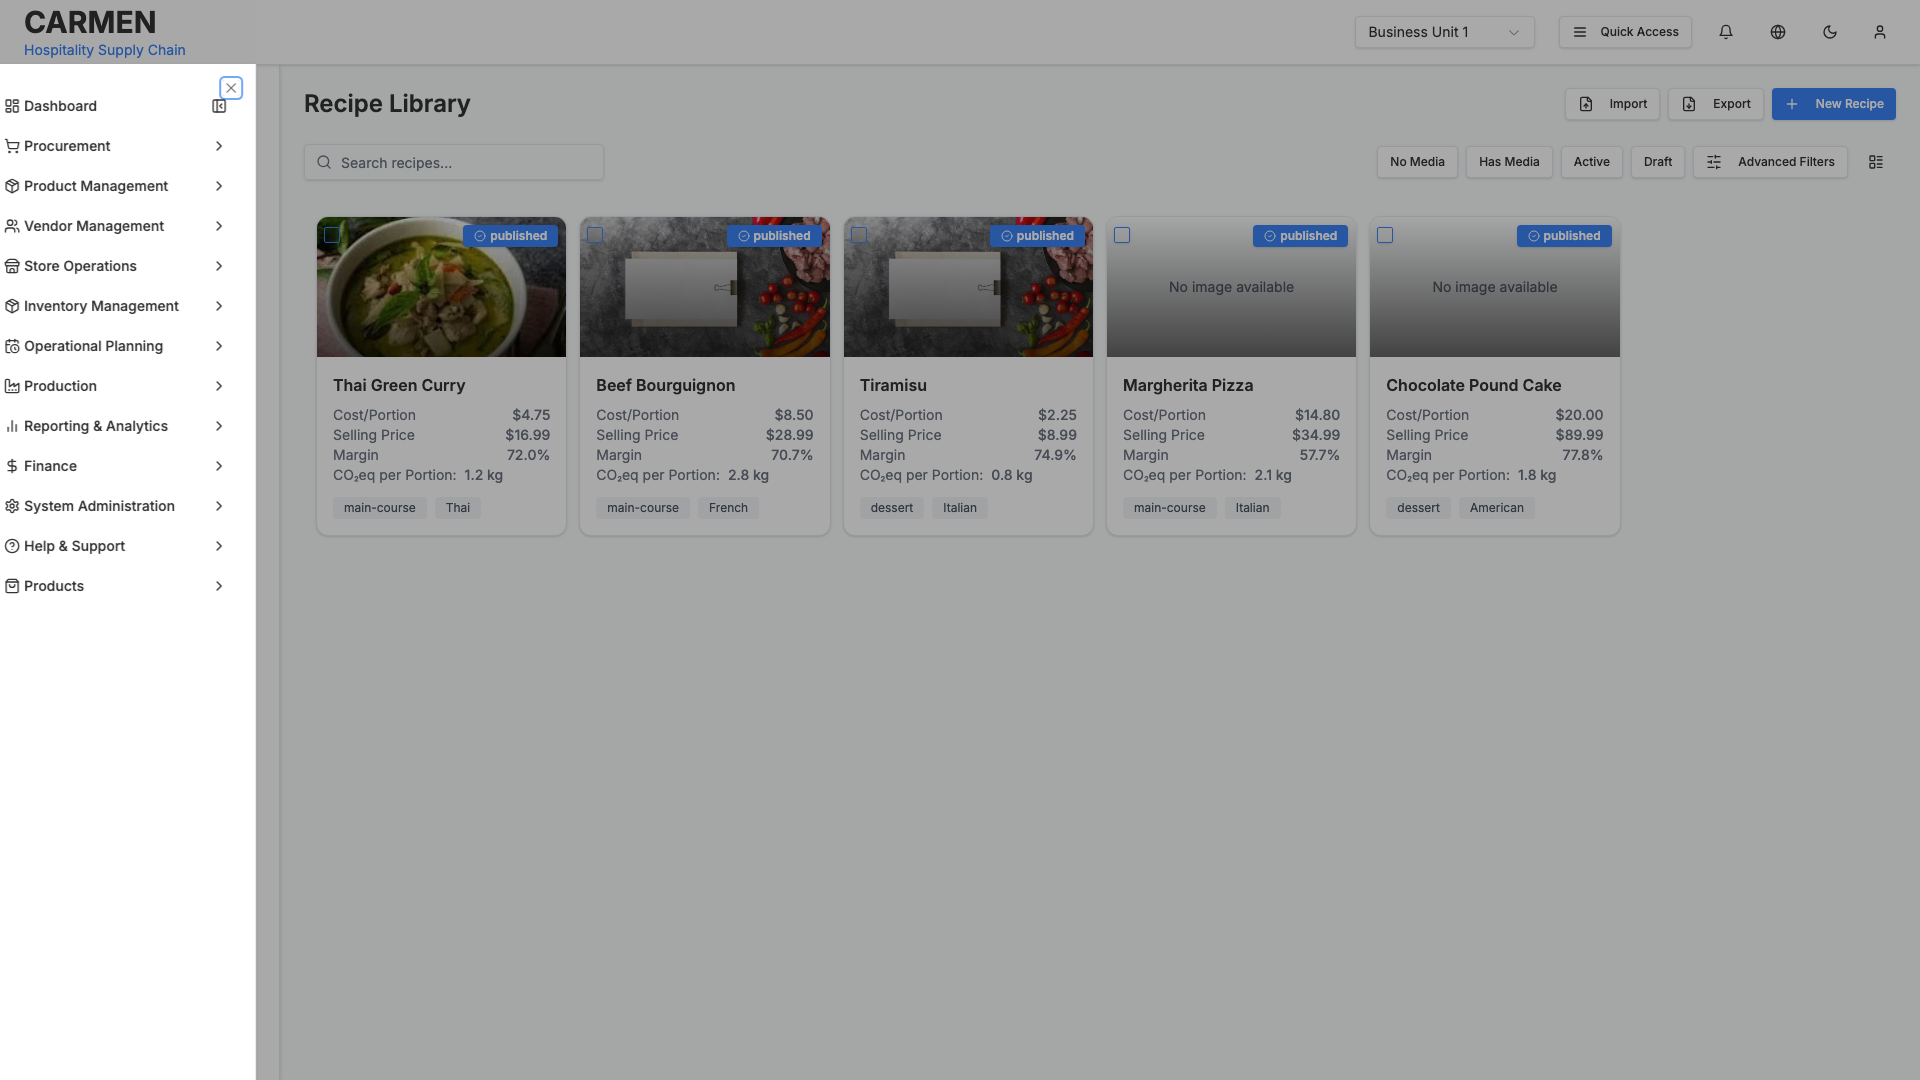 CARMEN
Hospitality Supply Chain
Business Unit 1
Quick Access
Dashboard
Procurement
Product Management
Vendor Management
Store Operations
Inventory Management
Operational Planning
Production
Reporting & Analytics
Finance
System Administration
Help & Support
Products
Recipe Library
Import
Export
New Recipe
Search recipes...
No Media
Has Media
Active
Draft
Advanced Filters
published
Thai Green Curry
Cost/Portion $4.75
Selling Price $16.99
Margin 72.0%
CO₂eq per Portion: 1.2 kg
main-course Thai
published
Beef Bourguignon
Cost/Portion $8.50
Selling Price $28.99
Margin 70.7%
CO₂eq per Portion: 2.8 kg
main-course French
published
Tiramisu
Cost/Portion $2.25
Selling Price $8.99
Margin 74.9%
CO₂eq per Portion: 0.8 kg
dessert Italian
published
No image available
Margherita Pizza
Cost/Portion $14.80
Selling Price $34.99
Margin 57.7%
CO₂eq per Portion: 2.1 kg
main-course Italian
published
No image available
Chocolate Pound Cake
Cost/Portion $20.00
Selling Price $89.99
Margin 77.8%
CO₂eq per Portion: 1.8 kg
dessert American